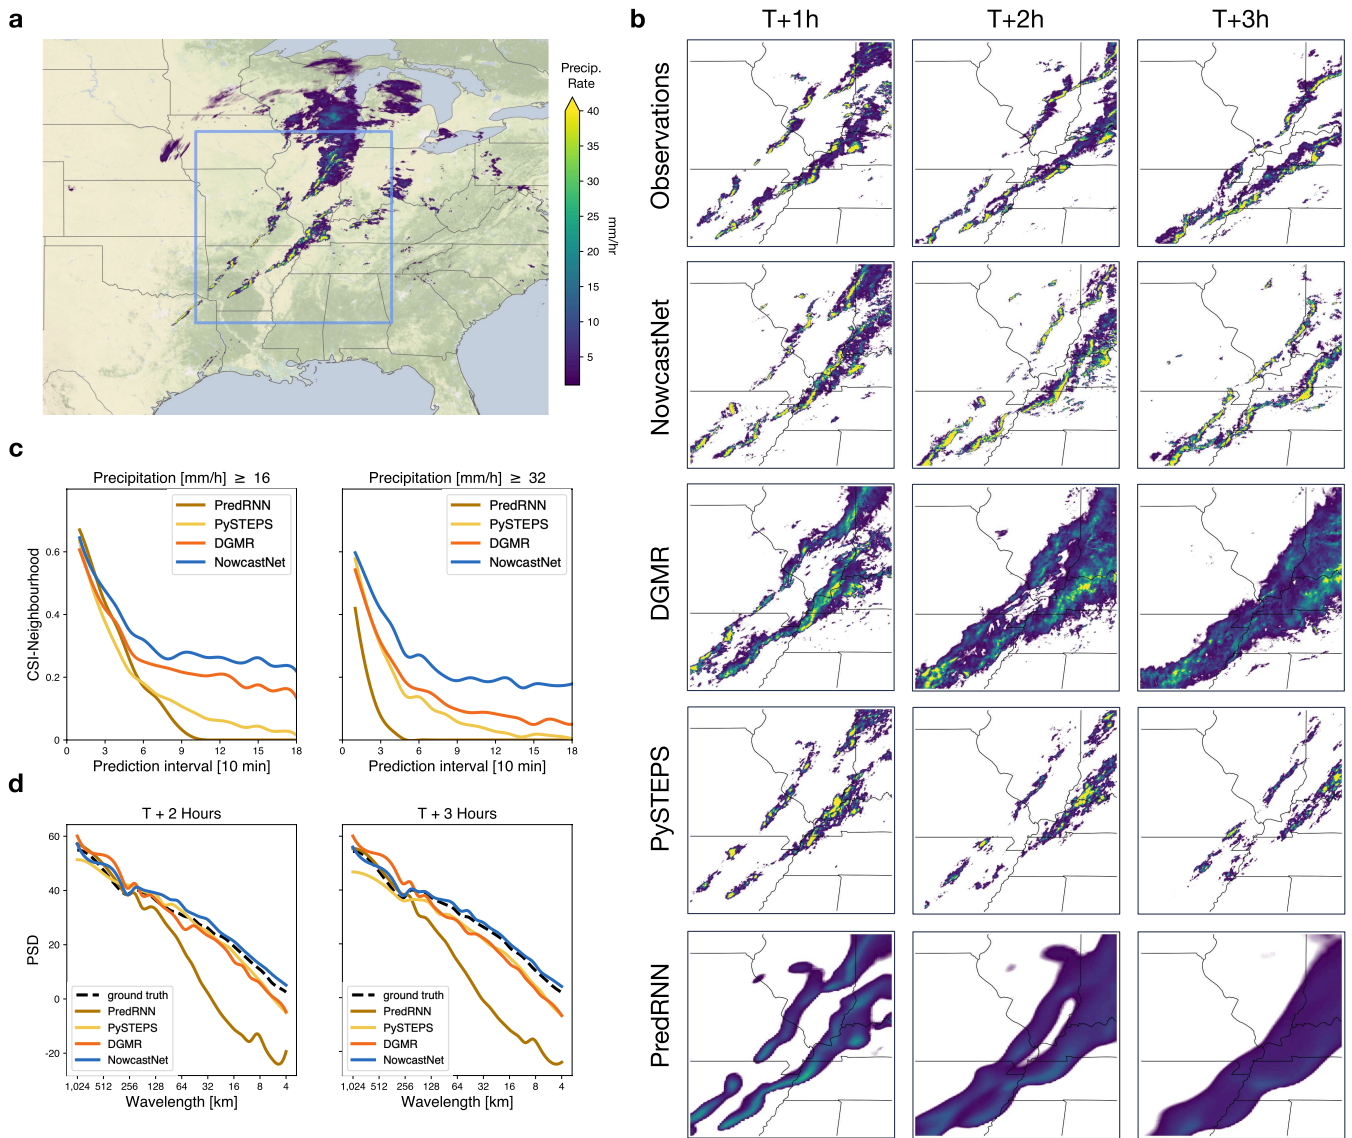 a
Precip.
Rate
40
35
30
25
20
15
10
5
mm/hr
b
T+1h
T+2h
T+3h
Observations
NowcastNet
DGMR
PySTEPS
PredRNN
c
Precipitation [mm/h] ≥ 16
Precipitation [mm/h] ≥ 32
PredRNN
PySTEPS
DGMR
NowcastNet
PredRNN
PySTEPS
DGMR
NowcastNet
CSI-Neighbourhood
0.6
0.4
0.2
0
0 3 6 9 12 15 18
0 3 6 9 12 15 18
Prediction interval [10 min]
Prediction interval [10 min]
d
T + 2 Hours
T + 3 Hours
PSD
60
40
20
0
-20
ground truth
PredRNN
PySTEPS
DGMR
NowcastNet
ground truth
PredRNN
PySTEPS
DGMR
NowcastNet
1,024 512 256 128 64 32 16 8 4
1,024 512 256 128 64 32 16 8 4
Wavelength [km]
Wavelength [km]